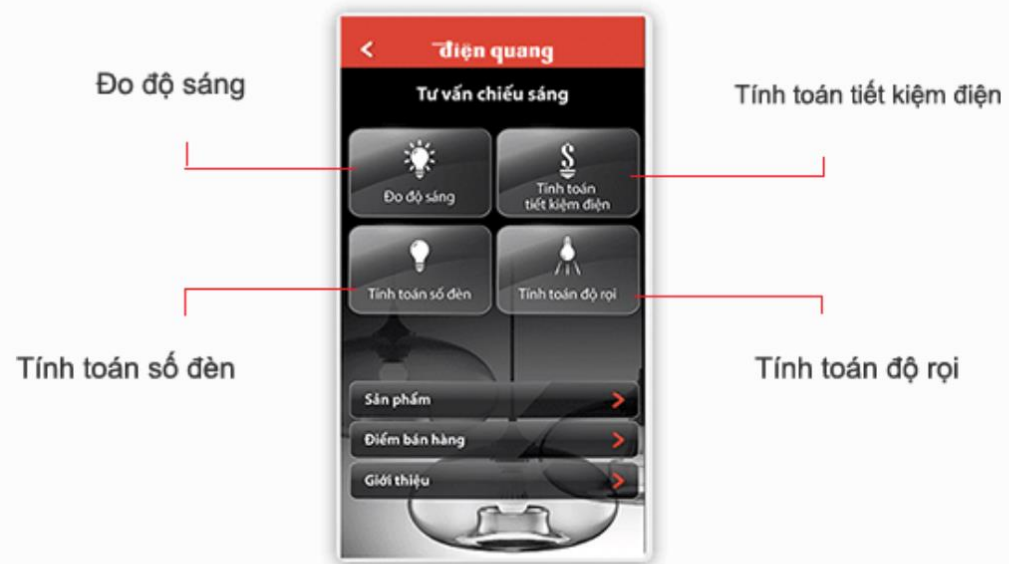 Đo độ sáng
Tính toán tiết kiệm điện
<
điện quang
Tư vấn chiếu sáng
Đo độ sáng
Tính toán
tiết kiệm điện
Tính toán số đèn
Tính toán độ rọi
Tính toán số đèn
Tính toán độ rọi
Sản phẩm >
Điểm bán hàng >
Giới thiệu >